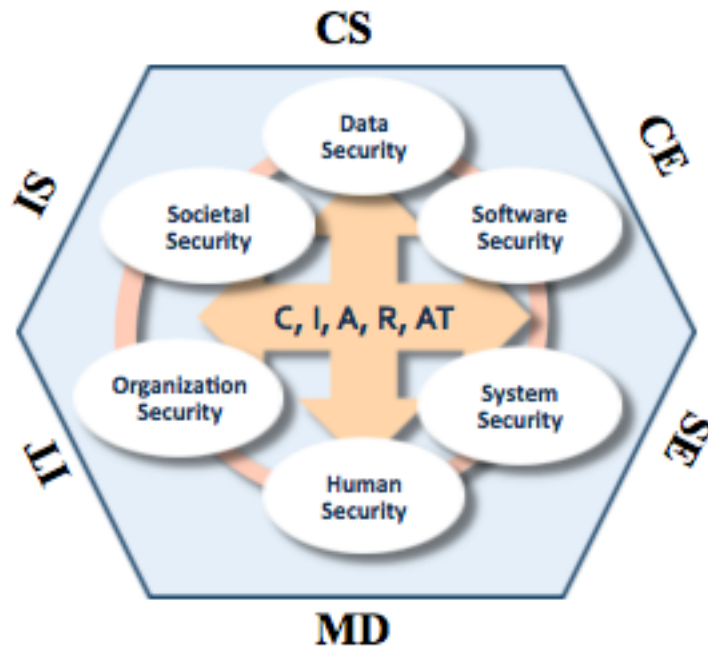 CS
CE
IS
Data
Security
Societal
Security
Software
Security
C, I, A, R, AT
Organization
Security
System
Security
IT
SE
Human
Security
MD